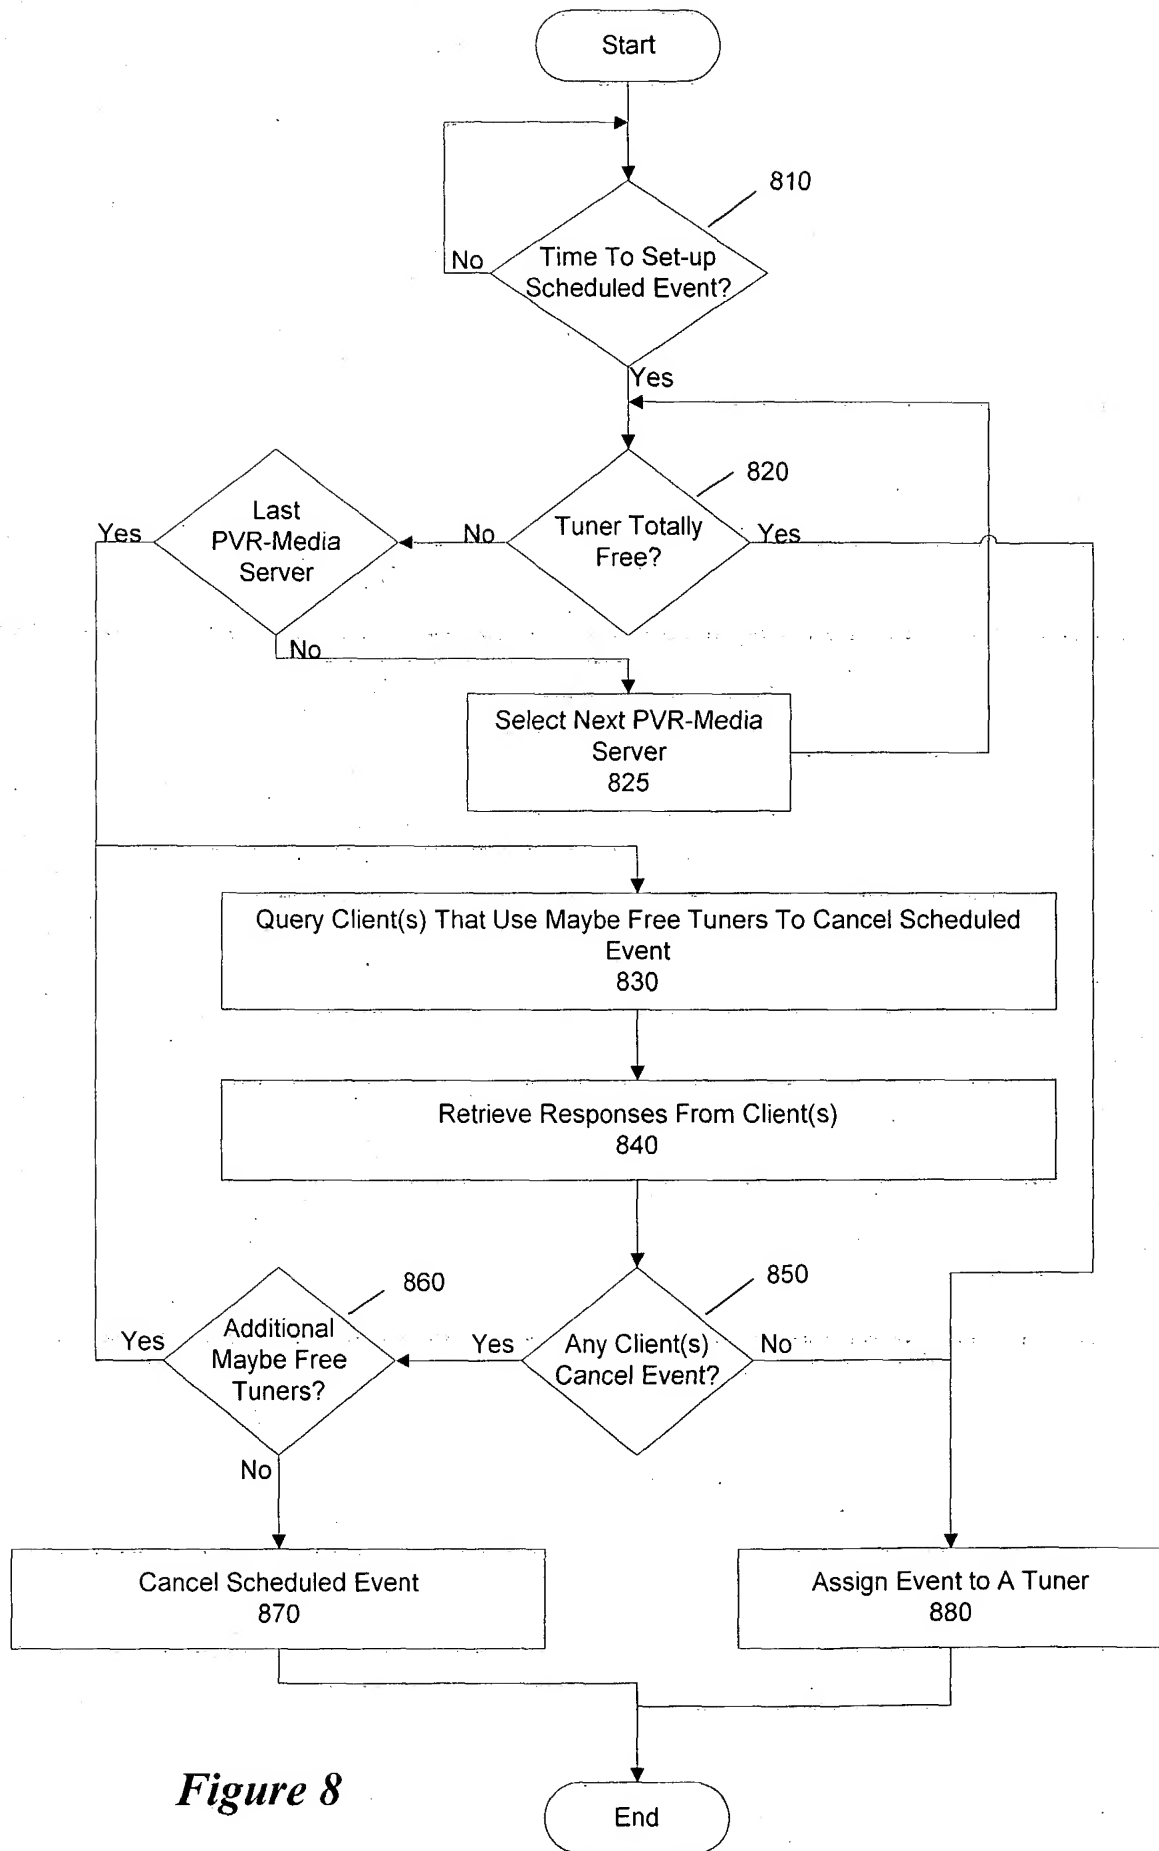 Start
810
Time To Set-up
Scheduled Event?
No
Yes
820
Last
PVR-Media
Server
Yes
No
Tuner Totally
Free?
Yes
No
Select Next PVR-Media
Server
825
Query Client(s) That Use Maybe Free Tuners To Cancel Scheduled
Event
830
Retrieve Responses From Client(s)
840
860
850
Yes
Additional
Maybe Free
Tuners?
Yes
Any Client(s)
Cancel Event?
No
No
Cancel Scheduled Event
870
Assign Event to A Tuner
880
Figure 8
End